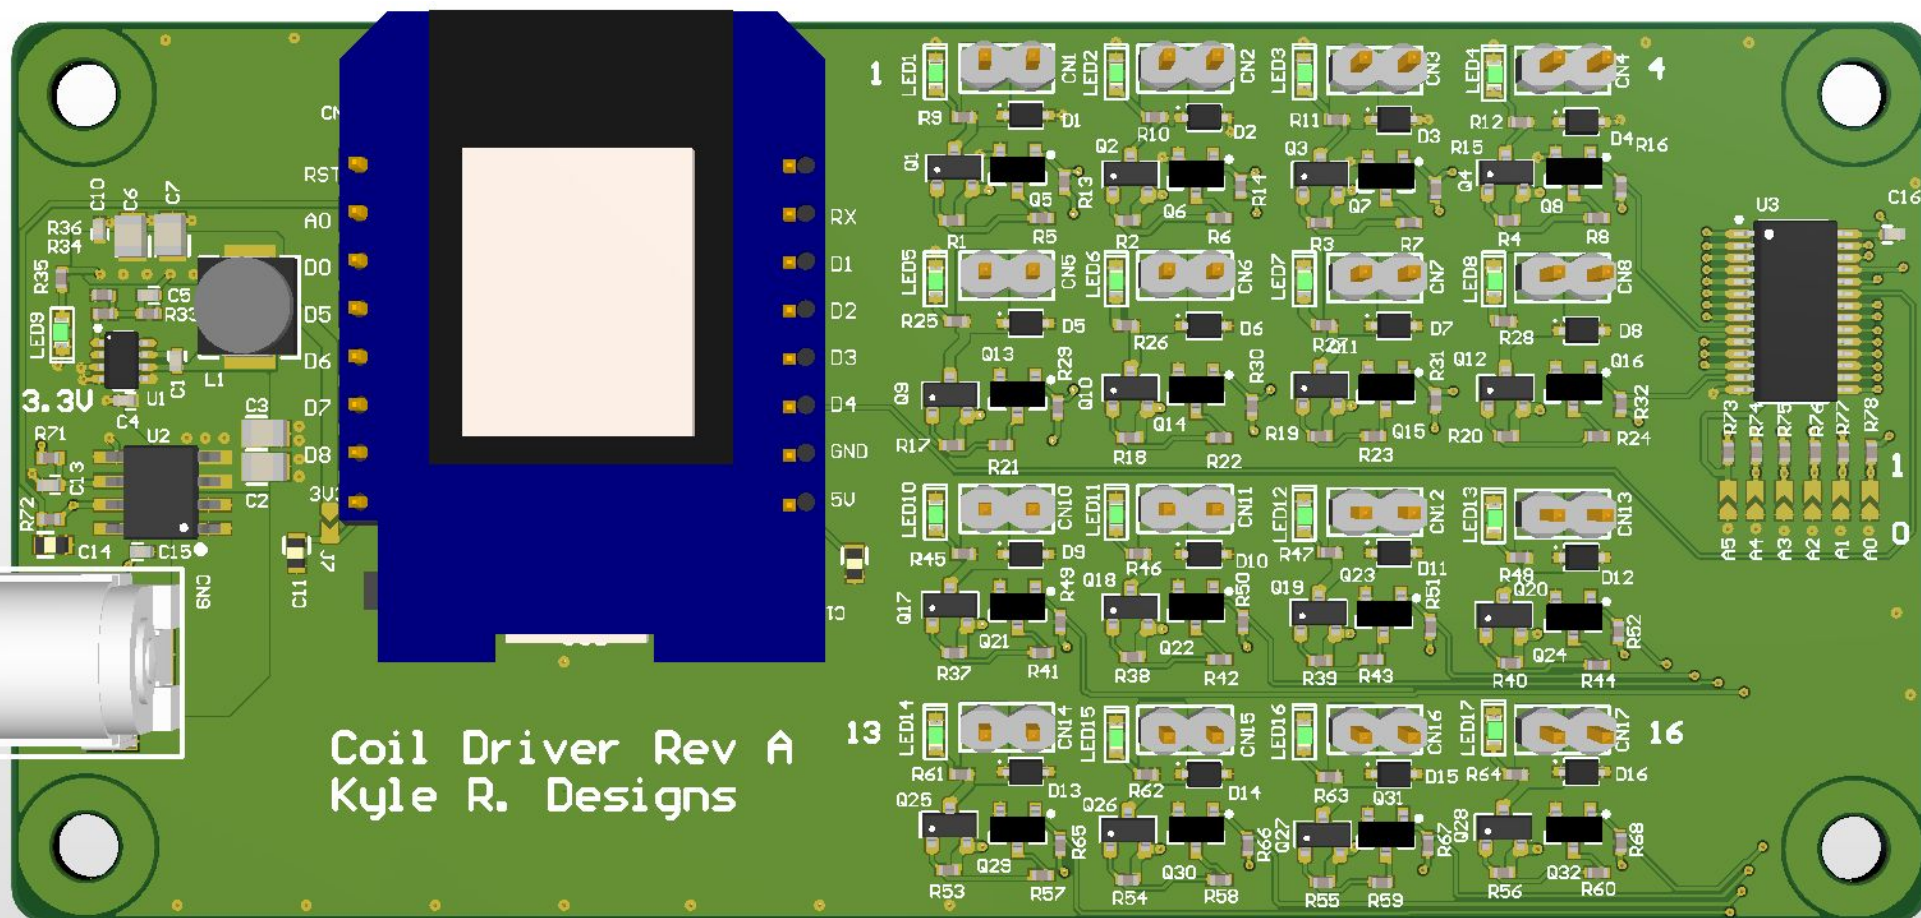 1
LED1
CN1
LED2
CN2
LED3
CN3
LED4
CN4
4
R9
D1
R10
D2
R11
D3
R12
D4
R16
Q1
Q5
R13
Q2
Q6
R14
Q3
Q7
R15
Q4
Q8
R1
R5
R2
R6
R3
R7
R4
R8
RST
A0
D0
D5
D6
D7
D8
RX
D1
D2
D3
D4
GND
5V
C10
C6
C7
R36
R34
R35
C5
R33
LED9
L1
U1
C1
C4
3.3V
C3
C2
R71
U2
C13
R72
C14
C15
CN9
C11
J7
LED5
CN5
LED6
CN6
LED7
CN7
LED8
CN8
R25
D5
R26
D6
R27
D7
R28
D8
Q13
Q9
R29
Q10
R30
Q11
R31
Q12
Q16
R32
R17
R21
R18
Q14
R22
R19
R23
Q15
R20
R24
U3
C16
R73
R74
R75
R76
R77
R78
1
0
A5
A4
A3
A2
A1
A0
LED10
CN10
LED11
CN11
LED12
CN12
LED13
CN13
R45
D9
R46
D10
R47
D11
R48
D12
Q17
Q21
R49
Q18
Q22
R50
Q19
Q23
R51
Q20
Q24
R52
R37
R41
R38
R42
R39
R43
R40
R44
13
LED14
CN14
LED15
CN15
LED16
CN16
LED17
CN17
16
R61
D13
R62
D14
R63
D15
R64
D16
Q25
Q29
R65
Q26
Q30
R66
Q27
Q31
R67
Q28
Q32
R68
R53
R57
R54
R58
R55
R59
R56
R60
Coil Driver Rev A
Kyle R. Designs